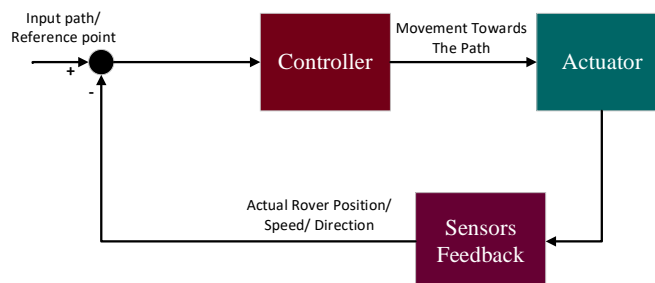 Input path/
Reference point
+
-
Controller
Movement Towards
The Path
Actuator
Actual Rover Position/
Speed/ Direction
Sensors
Feedback